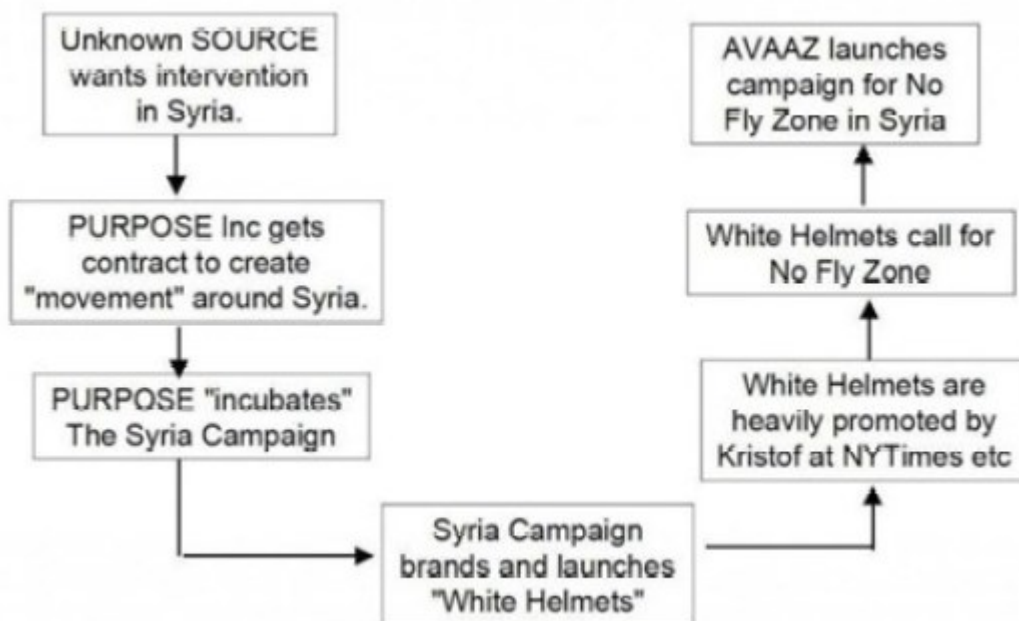 Unknown SOURCE
wants intervention
in Syria.
PURPOSE Inc gets
contract to create
"movement" around Syria.
PURPOSE "incubates"
The Syria Campaign
Syria Campaign
brands and launches
"White Helmets"
White Helmets are
heavily promoted by
Kristof at NYTimes etc
White Helmets call for
No Fly Zone
AVAAZ launches
campaign for No
Fly Zone in Syria